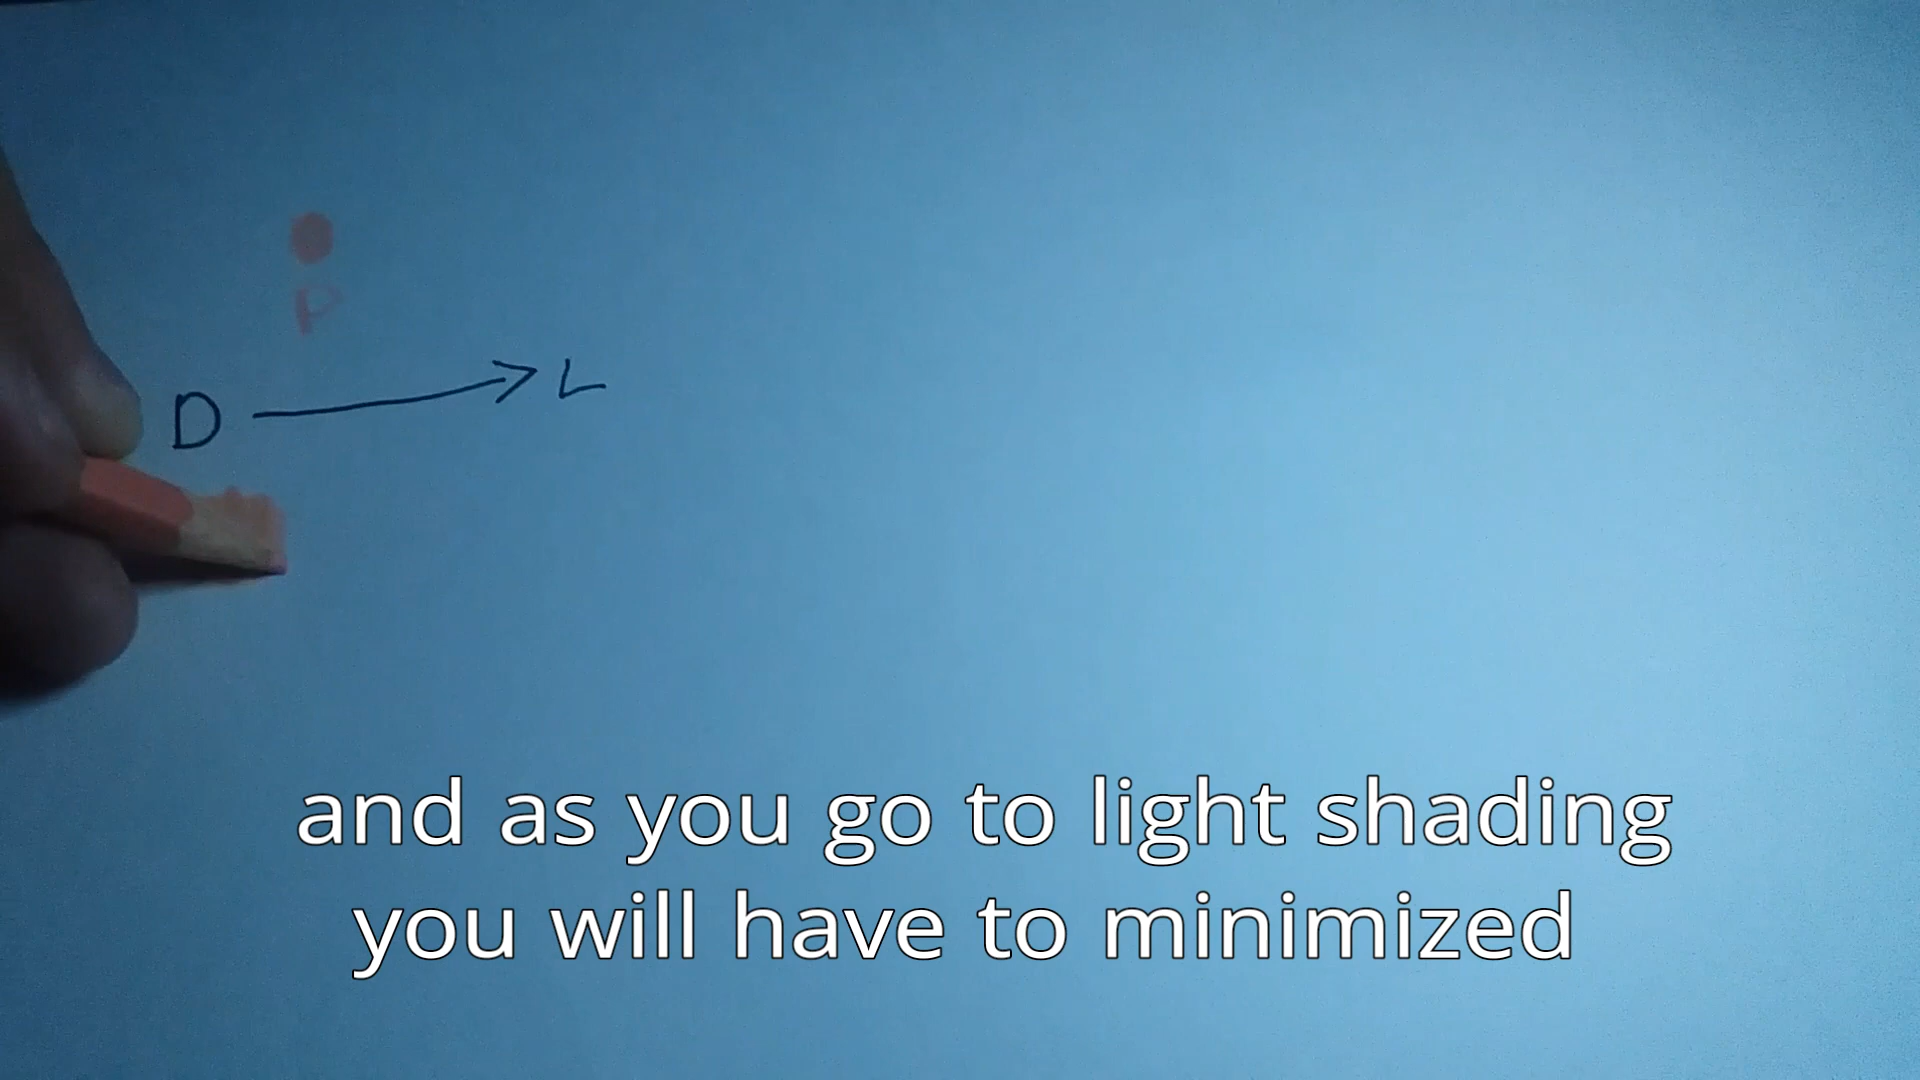 P
D → L
and as you go to light shading
you will have to minimized